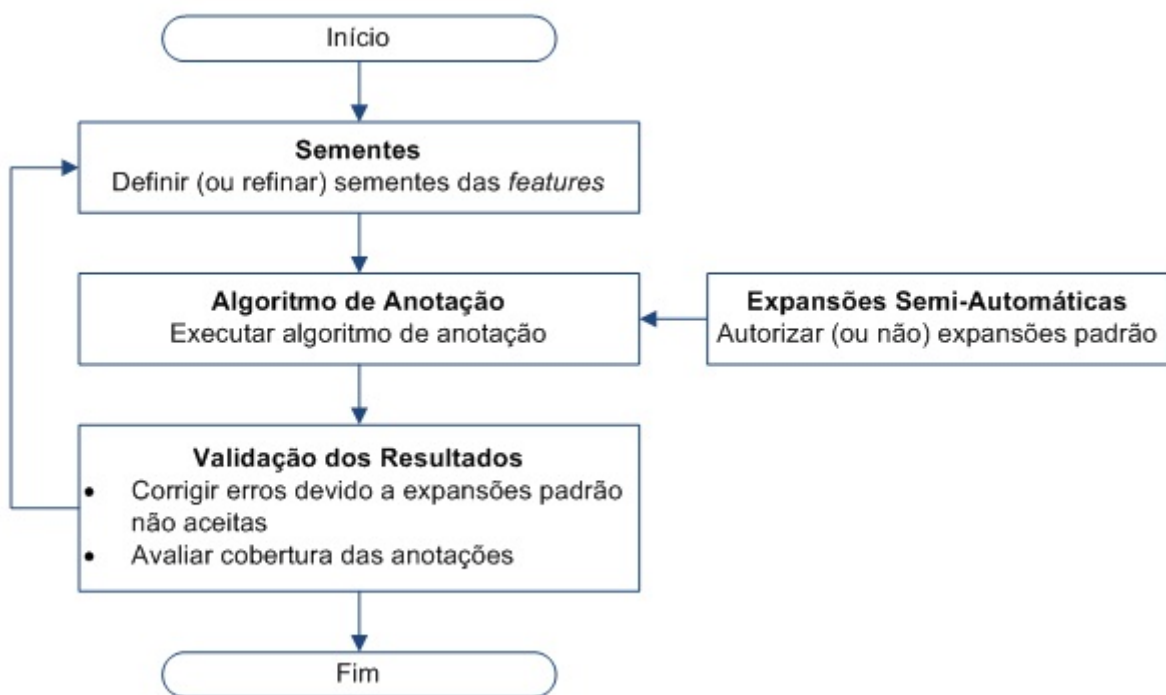 Início
Sementes
Definir (ou refinar) sementes das features
Algoritmo de Anotação
Executar algoritmo de anotação
Expansões Semi-Automáticas
Autorizar (ou não) expansões padrão
Validação dos Resultados
• Corrigir erros devido a expansões padrão
não aceitas
• Avaliar cobertura das anotações
Fim